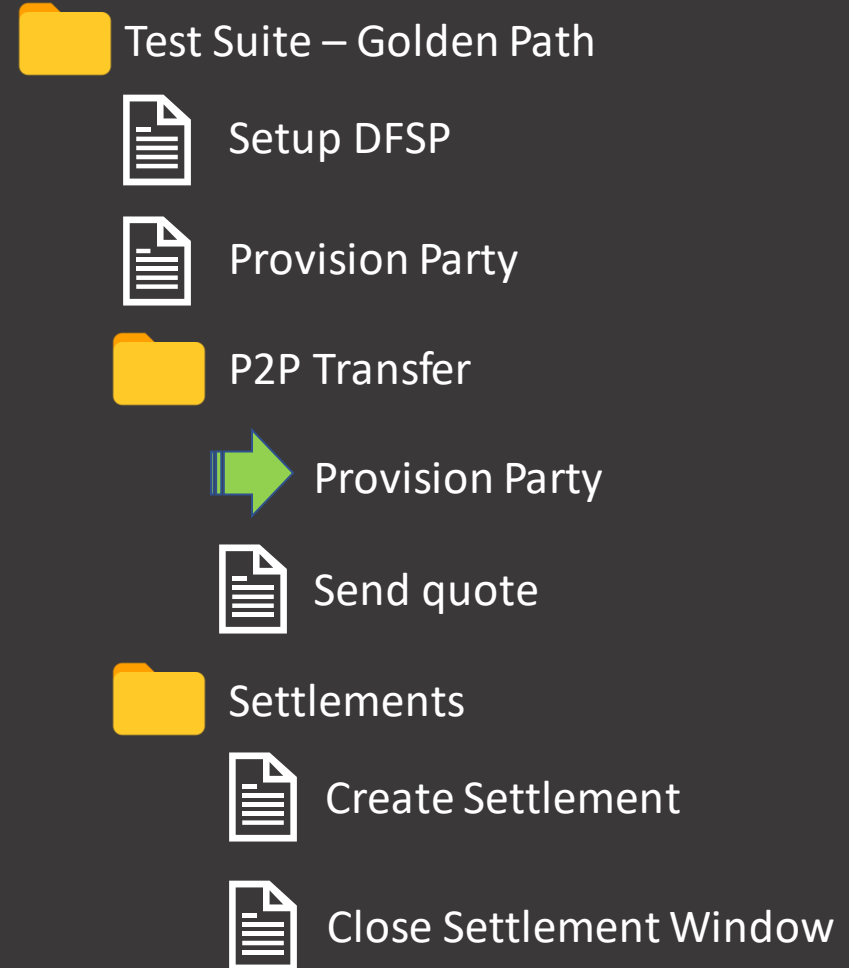 Test Suite – Golden Path
Setup DFSP
Provision Party
P2P Transfer
Provision Party
Send quote
Settlements
Create Settlement
Close Settlement Window